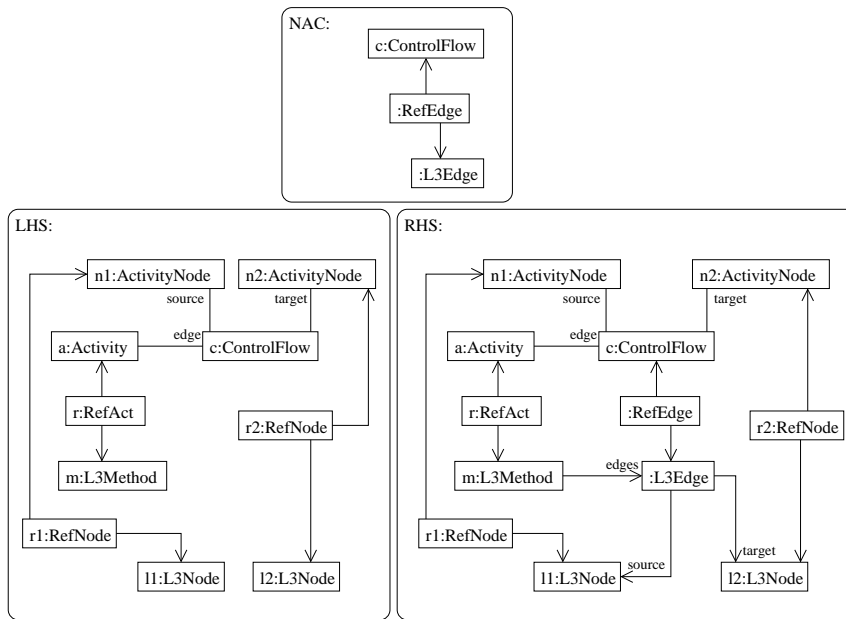 NAC:
c:ControlFlow
:RefEdge
:L3Edge
LHS:
n1:ActivityNode
n2:ActivityNode
source
target
edge
a:Activity
c:ControlFlow
r:RefAct
r2:RefNode
m:L3Method
r1:RefNode
l1:L3Node
l2:L3Node
RHS:
n1:ActivityNode
n2:ActivityNode
source
target
edge
a:Activity
c:ControlFlow
r:RefAct
:RefEdge
r2:RefNode
edges
m:L3Method
:L3Edge
r1:RefNode
target
source
l1:L3Node
l2:L3Node